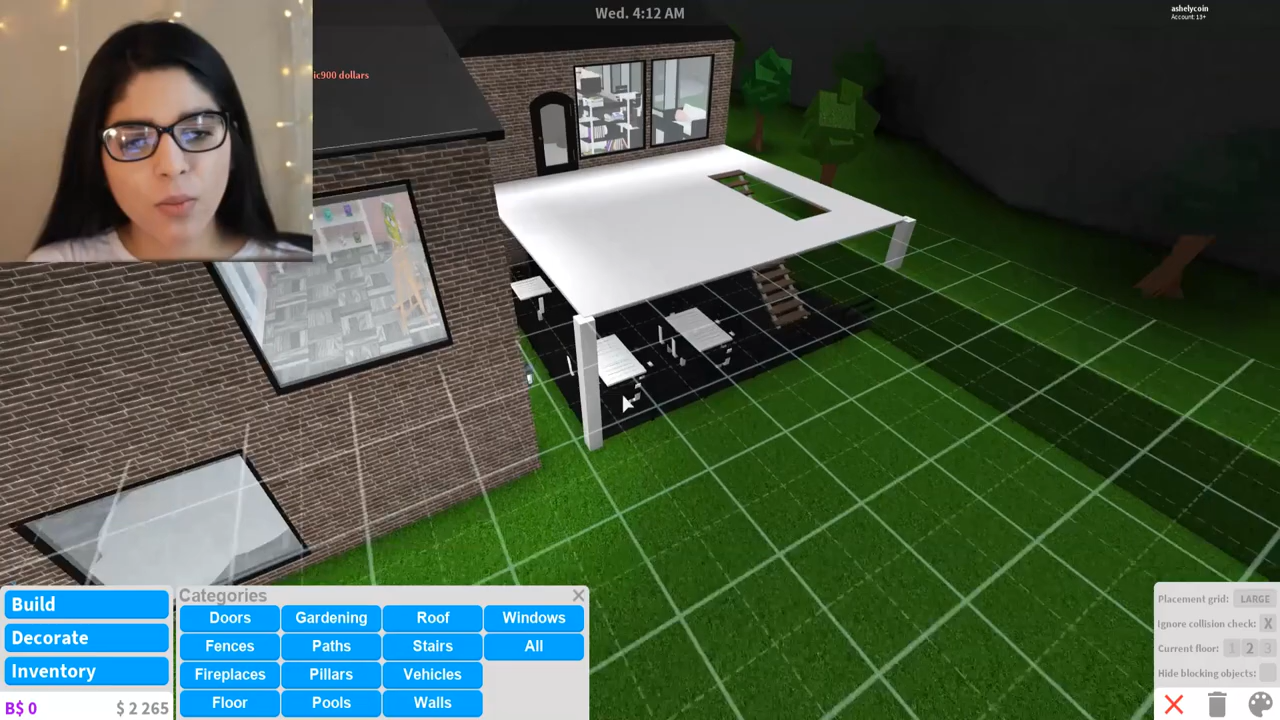 Wed. 4:12 AM
ashelycoin
Account: 13+
ic900 dollars
Build
Decorate
Inventory
B$ 0
$ 2 265
Categories
Doors
Gardening
Roof
Windows
Fences
Paths
Stairs
All
Fireplaces
Pillars
Vehicles
Floor
Pools
Walls
Placement grid: LARGE
Ignore collision check: X
Current floor: 1 2 3
Hide blocking objects: